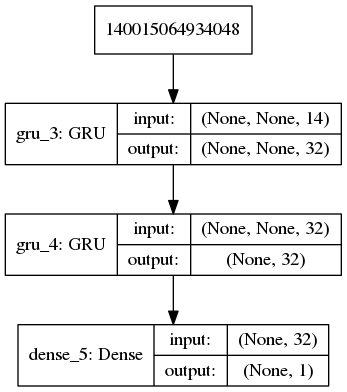 140015064934048
gru_3: GRU
input: (None, None, 14)
output: (None, None, 32)
gru_4: GRU
input: (None, None, 32)
output: (None, 32)
dense_5: Dense
input: (None, 32)
output: (None, 1)